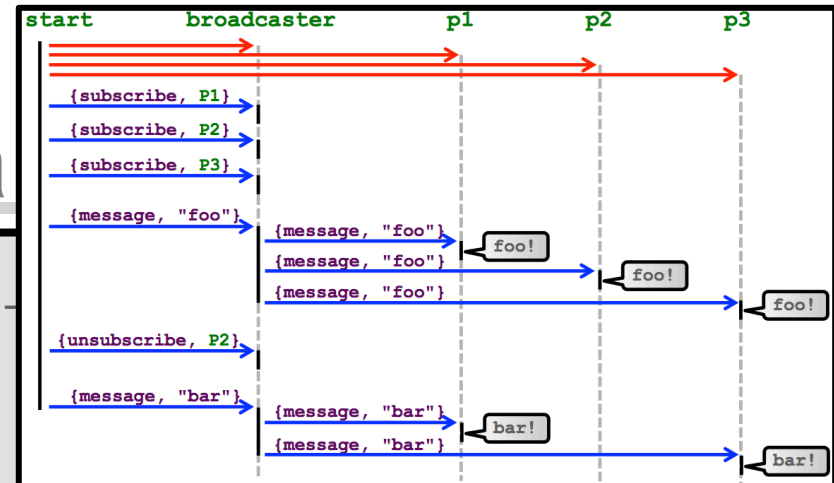 start broadcaster p1 p2 p3
{subscribe, P1}
{subscribe, P2}
{subscribe, P3}
{message, "foo"}
{message, "foo"}
foo!
{message, "foo"}
foo!
{message, "foo"}
foo!
{unsubscribe, P2}
{message, "bar"}
{message, "bar"}
bar!
{message, "bar"}
bar!